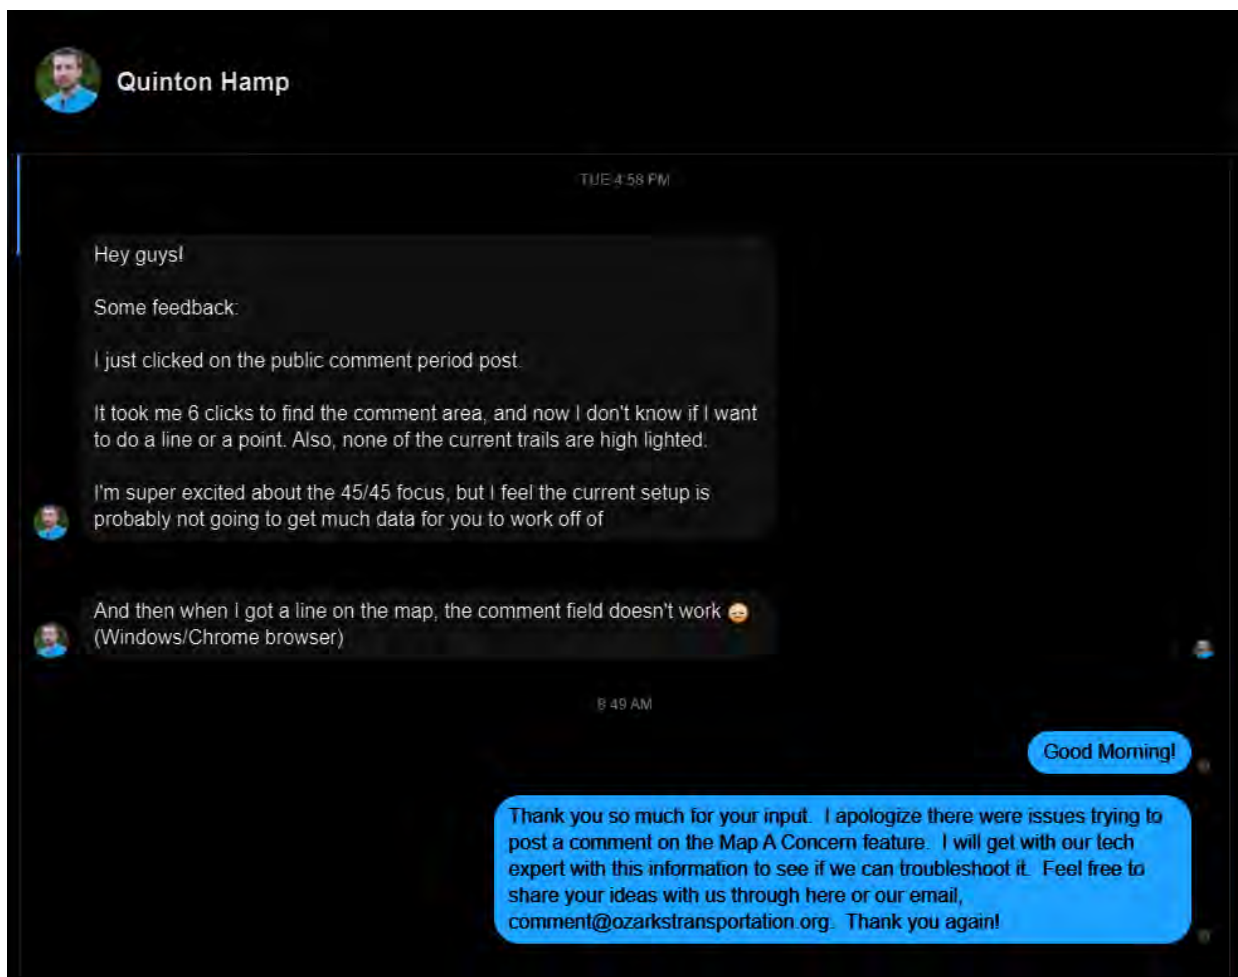 Quinton Hamp
TUE 4:58 PM
Hey guys!
Some feedback:
I just clicked on the public comment period post.
It took me 6 clicks to find the comment area, and now I don't know if I want
to do a line or a point. Also, none of the current trails are high lighted.
I'm super excited about the 45/45 focus, but I feel the current setup is
probably not going to get much data for you to work off of
And then when I got a line on the map, the comment field doesn't work 😞
(Windows/Chrome browser)
8:49 AM
Good Morning!
Thank you so much for your input.  I apologize there were issues trying to
post a comment on the Map A Concern feature.  I will get with our tech
expert with this information to see if we can troubleshoot it.  Feel free to
share your ideas with us through here or our email,
comment@ozarkstransportation.org.  Thank you again!